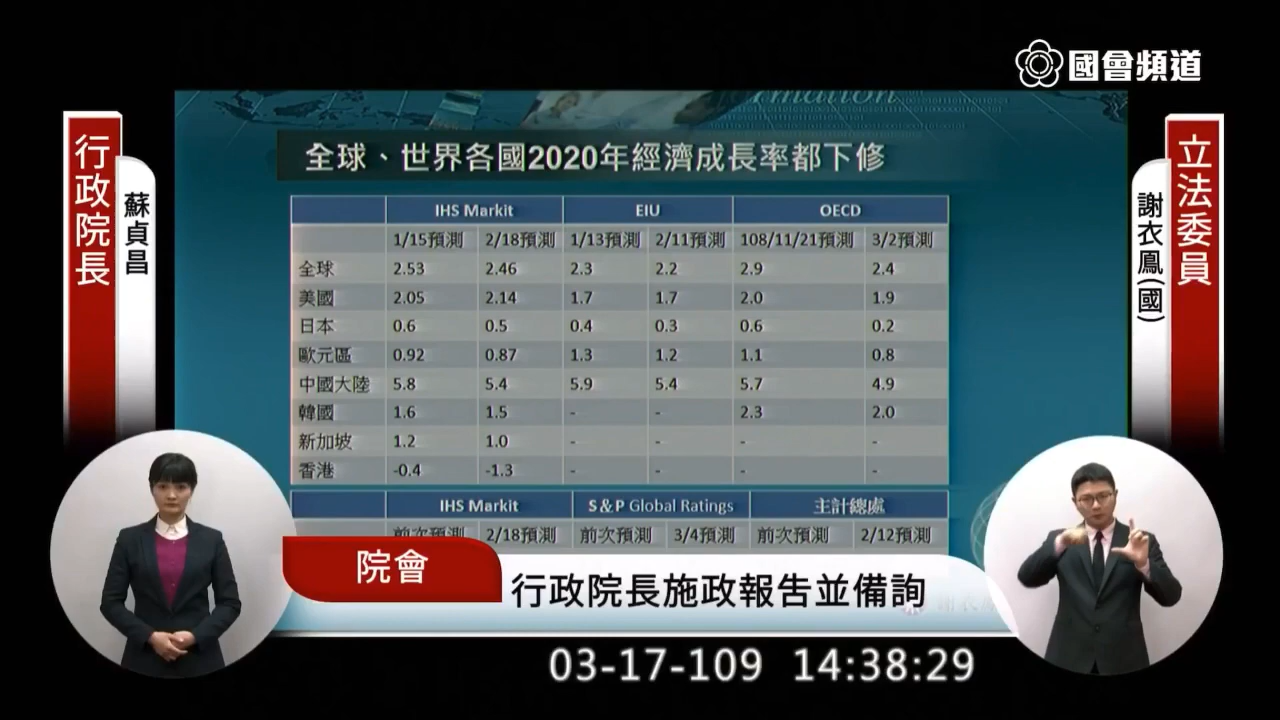 國會頻道
行政院長
蘇貞昌
立法委員
謝衣鳯(國)
全球、世界各國2020年經濟成長率都下修
IHS Markit EIU OECD
1/15預測 2/18預測 1/13預測 2/11預測 108/11/21預測 3/2預測
全球 2.53 2.46 2.3 2.2 2.9 2.4
美國 2.05 2.14 1.7 1.7 2.0 1.9
日本 0.6 0.5 0.4 0.3 0.6 0.2
歐元區 0.92 0.87 1.3 1.2 1.1 0.8
中國大陸 5.8 5.4 5.9 5.4 5.7 4.9
韓國 1.6 1.5 - - 2.3 2.0
新加坡 1.2 1.0 - - - -
香港 -0.4 -1.3 - - - -
IHS Markit S&P Global Ratings 主計總處
前次預測 2/18預測 前次預測 3/4預測 前次預測 2/12預測
院會
行政院長施政報告並備詢
03-17-109 14:38:29